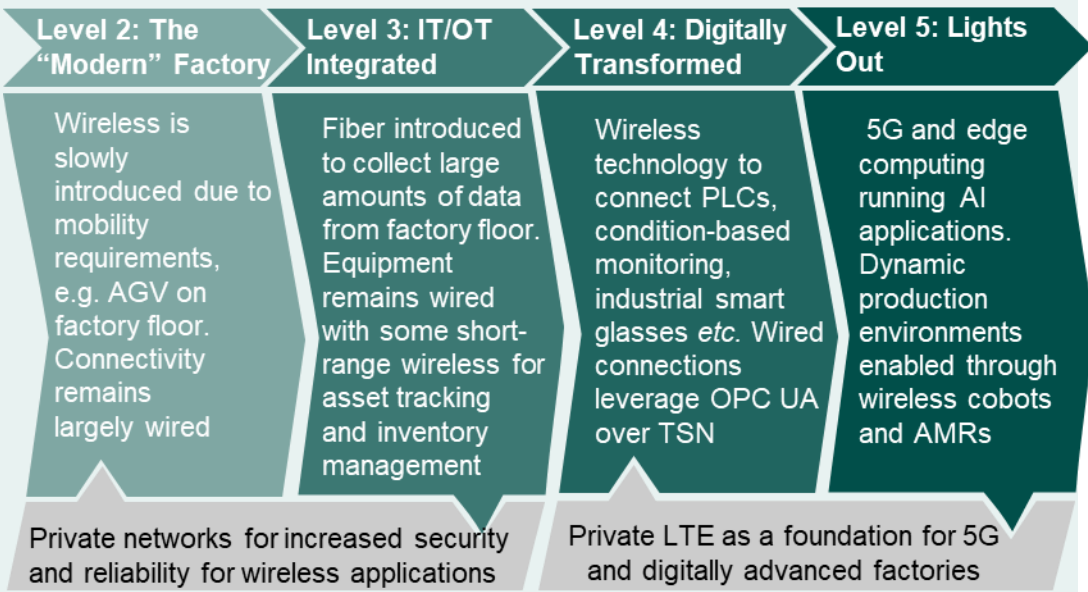 Level 2: The
“Modern” Factory
Wireless is
slowly
introduced due to
mobility
requirements,
e.g. AGV on
factory floor.
Connectivity
remains
largely wired
Level 3: IT/OT
Integrated
Fiber introduced
to collect large
amounts of data
from factory floor.
Equipment
remains wired
with some short-
range wireless for
asset tracking
and inventory
management
Level 4: Digitally
Transformed
Wireless
technology to
connect PLCs,
condition-based
monitoring,
industrial smart
glasses etc. Wired
connections
leverage OPC UA
over TSN
Level 5: Lights
Out
5G and edge
computing
running AI
applications.
Dynamic
production
environments
enabled through
wireless cobots
and AMRs
Private networks for increased security
and reliability for wireless applications
Private LTE as a foundation for 5G
and digitally advanced factories